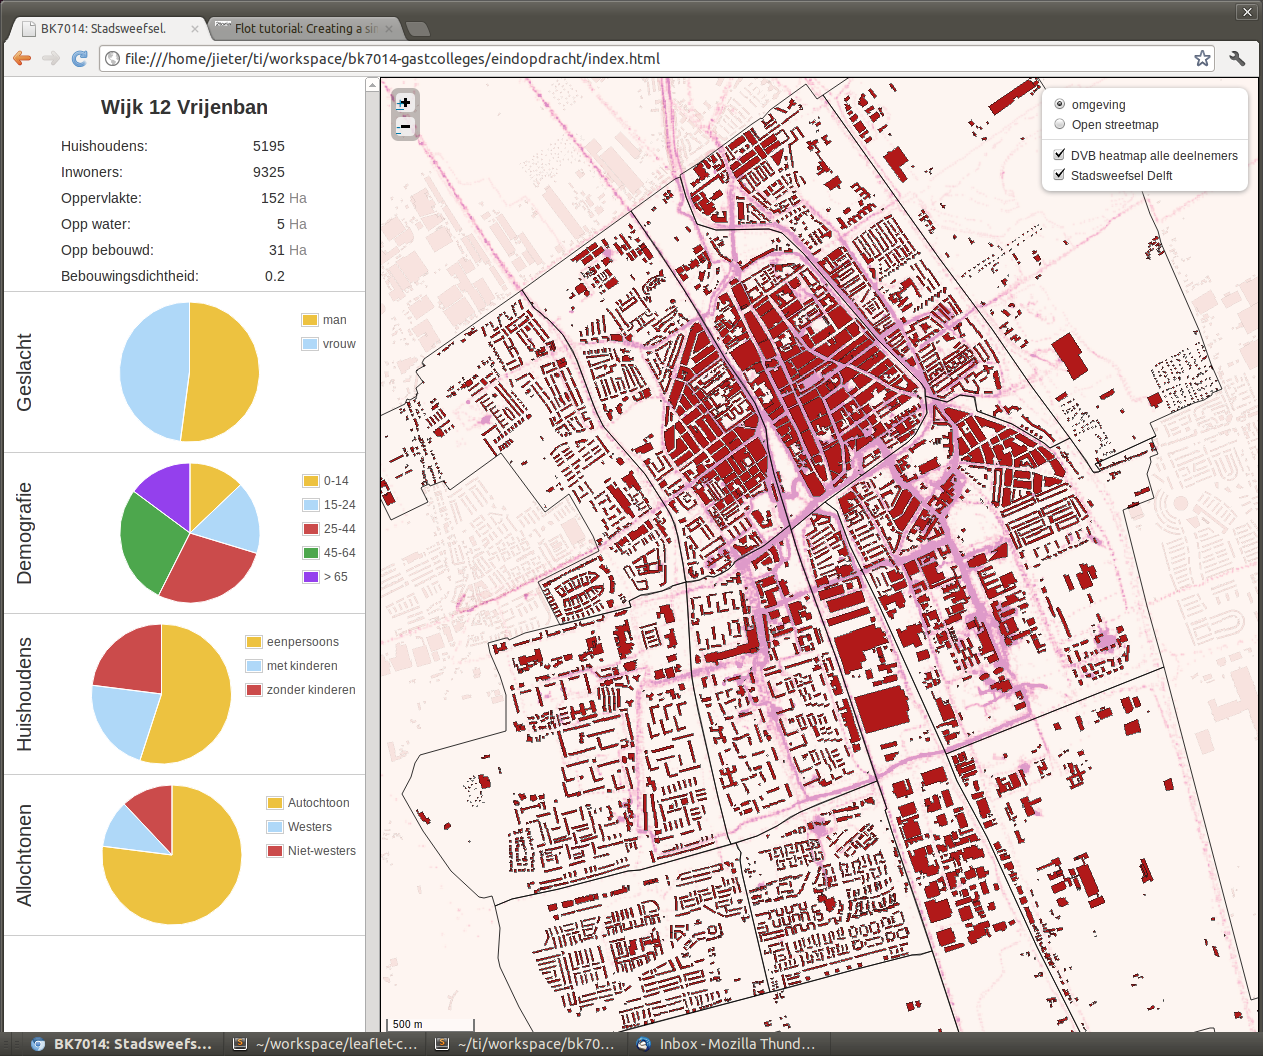 BK7014: Stadsweefsel.
Flot tutorial: Creating a sin
file:///home/jieter/ti/workspace/bk7014-gastcolleges/eindopdracht/index.html
Wijk 12 Vrijenban
Huishoudens: 5195
Inwoners: 9325
Oppervlakte: 152 Ha
Opp water: 5 Ha
Opp bebouwd: 31 Ha
Bebouwingsdichtheid: 0.2
Geslacht
man
vrouw
Demografie
0-14
15-24
25-44
45-64
> 65
Huishoudens
eenpersoons
met kinderen
zonder kinderen
Allochtonen
Autochtoon
Westers
Niet-westers
+
-
omgeving
Open streetmap
DVB heatmap alle deelnemers
Stadsweefsel Delft
500 m
BK7014: Stadsweefs...
~/workspace/leaflet-c...
~/ti/workspace/bk70...
Inbox - Mozilla Thund...